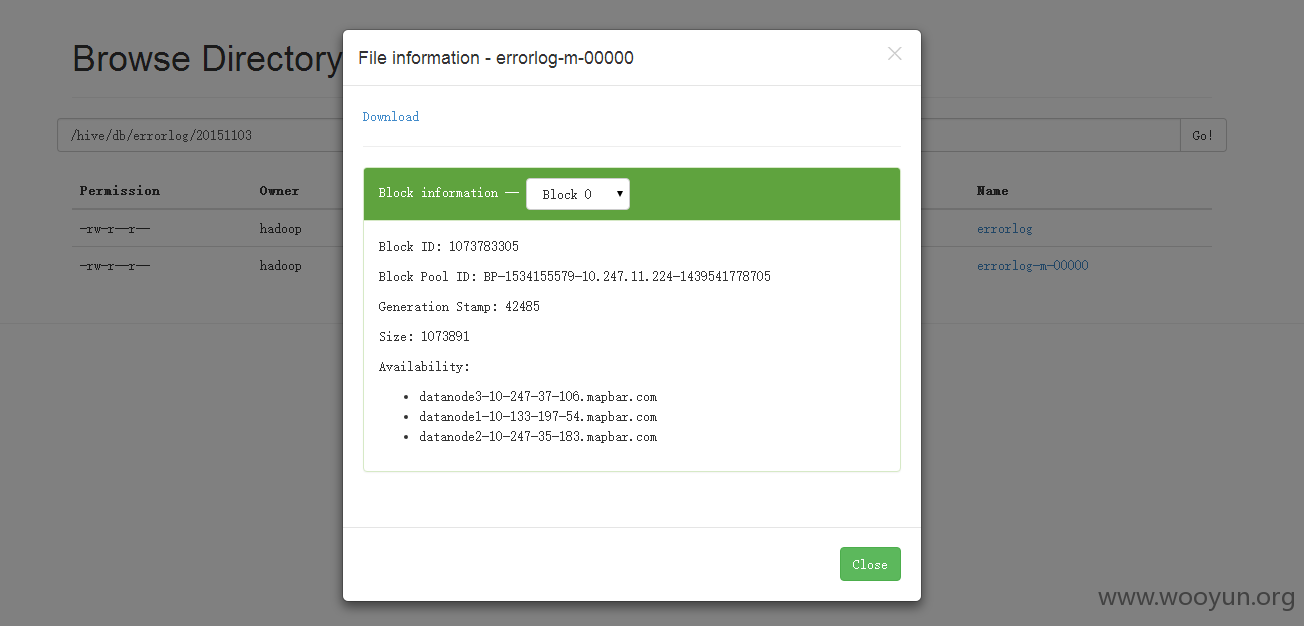 Browse Directory
File information - errorlog-m-00000
×
Download
/hive/db/errorlog/20151103
Go!
Block information —
Block 0
Permission
Owner
Name
-rw-r--r--
hadoop
errorlog
-rw-r--r--
hadoop
errorlog-m-00000
Block ID: 1073783305
Block Pool ID: BP-1534155579-10.247.11.224-1439541778705
Generation Stamp: 42485
Size: 1073891
Availability:
datanode3-10-247-37-106.mapbar.com
datanode1-10-133-197-54.mapbar.com
datanode2-10-247-35-183.mapbar.com
Close
www.wooyun.org